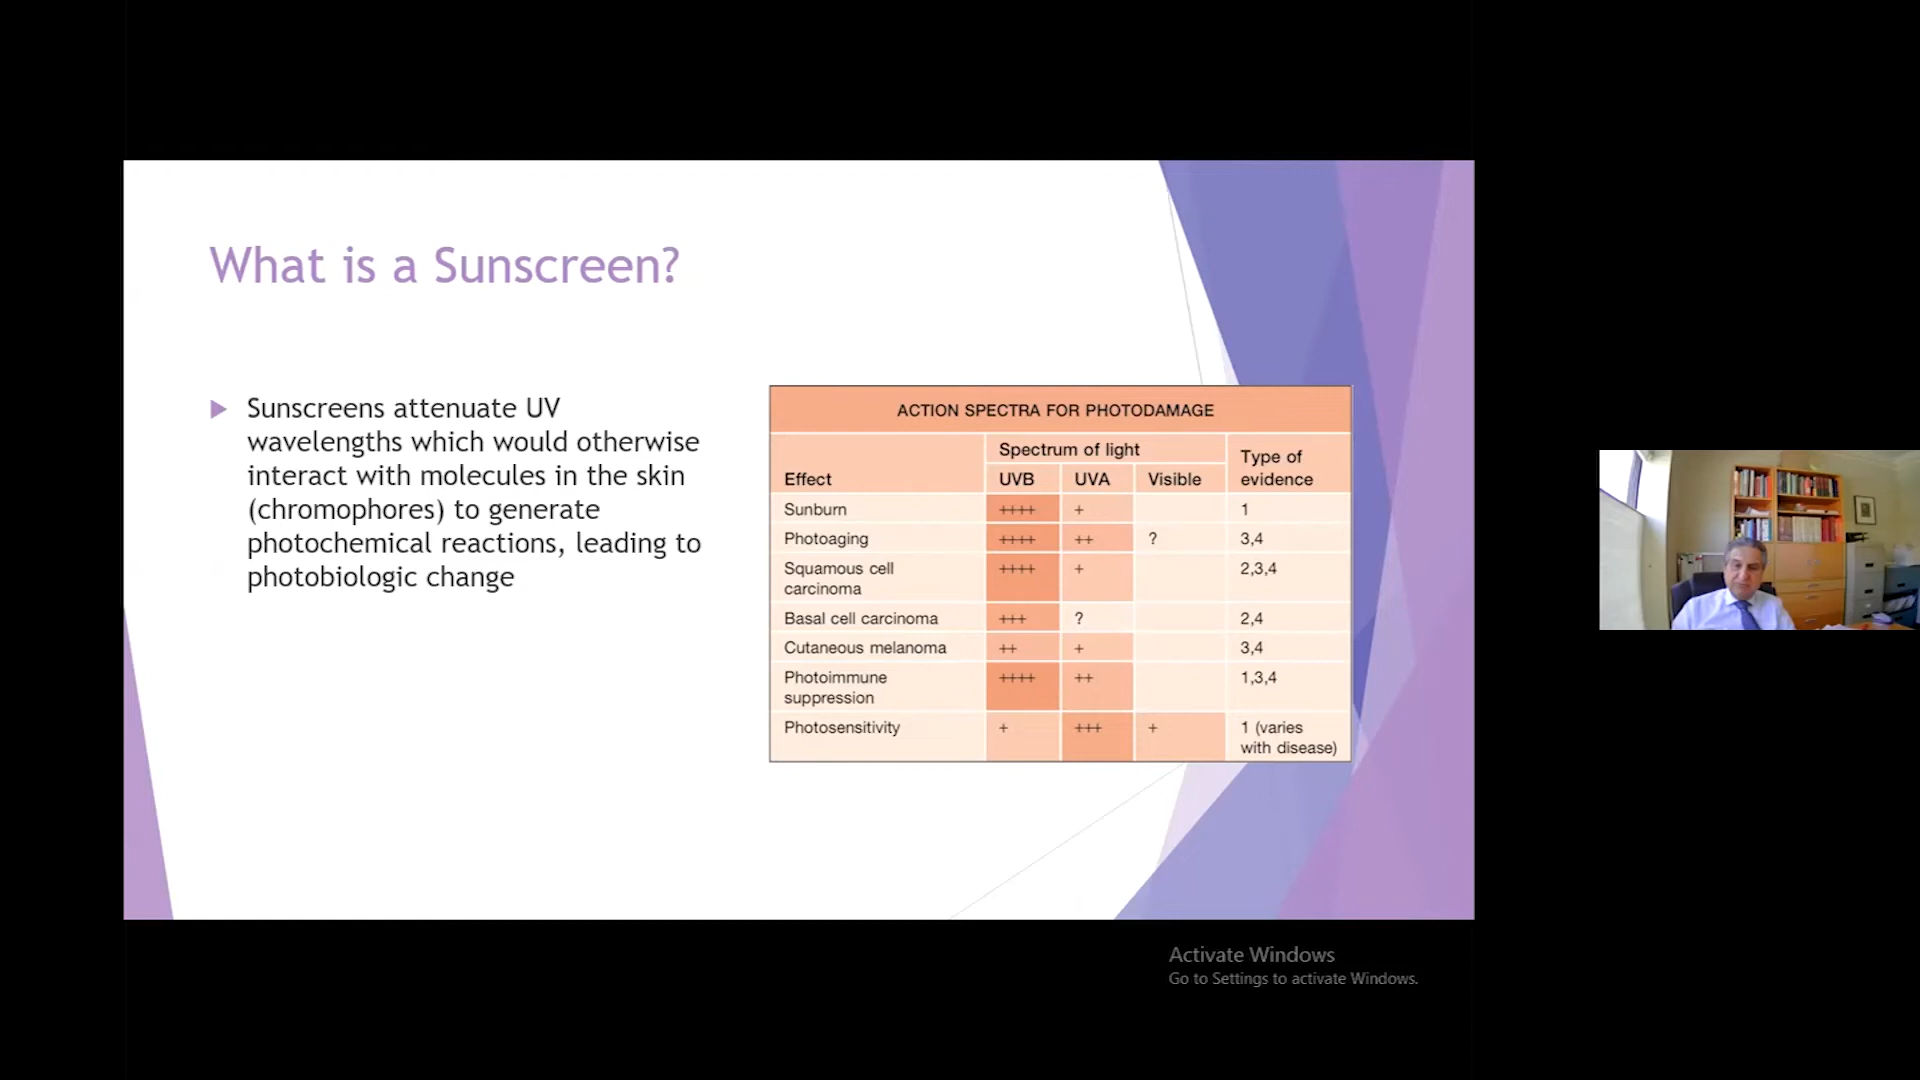 What is a Sunscreen?
Sunscreens attenuate UV
wavelengths which would otherwise
interact with molecules in the skin
(chromophores) to generate
photochemical reactions, leading to
photobiologic change
ACTION SPECTRA FOR PHOTODAMAGE
Effect Spectrum of light Type of evidence
UVB UVA Visible
Sunburn ++++ + 1
Photoaging ++++ ++ ? 3,4
Squamous cell carcinoma ++++ + 2,3,4
Basal cell carcinoma +++ ? 2,4
Cutaneous melanoma ++ + 3,4
Photoimmune suppression ++++ ++ 1,3,4
Photosensitivity + +++ + 1 (varies with disease)
Activate Windows
Go to Settings to activate Windows.